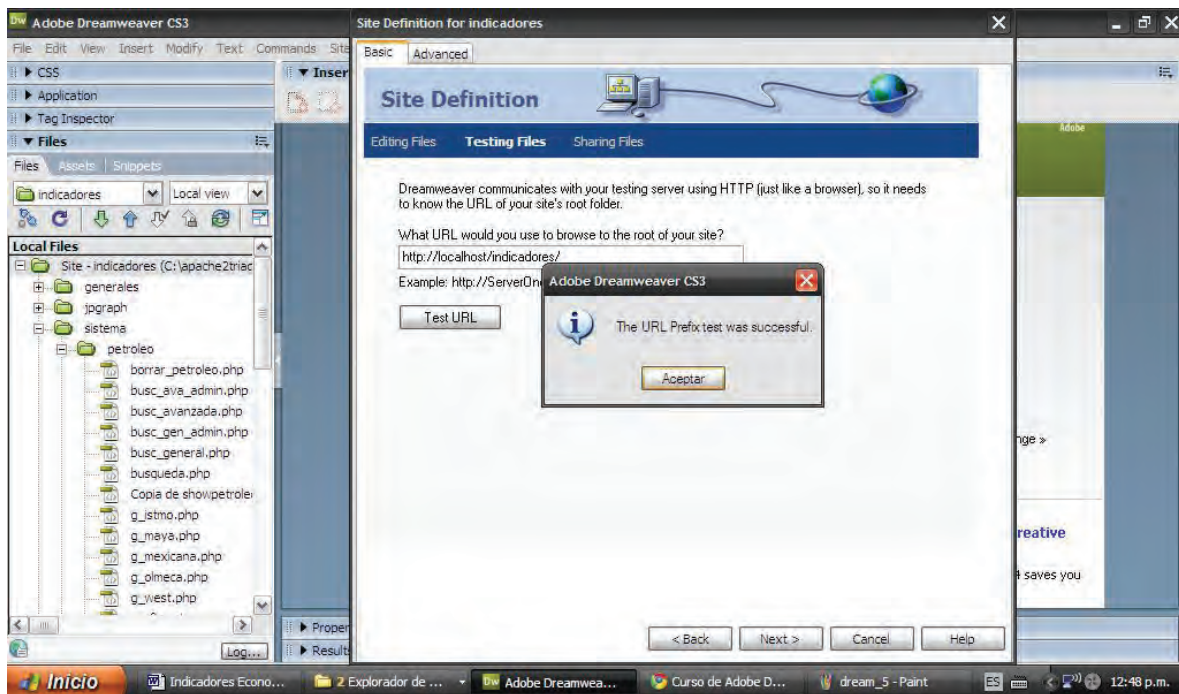 Dw Adobe Dreamweaver CS3
File Edit View Insert Modify Text Commands Site
CSS
Application
Tag Inspector
Files
Files Assets Snippets
indicadores Local view
Local Files
Site - indicadores (C:\apache2triad
generales
jpgraph
sistema
petroleo
borrar_petroleo.php
busc_ava_admin.php
busc_avanzada.php
busc_gen_admin.php
busc_general.php
busqueda.php
Copia de showpetrole
g_istmo.php
g_maya.php
g_mexicana.php
g_olmeca.php
g_west.php
Log...
Inser
Proper
Result
Site Definition for indicadores
Basic Advanced
Site Definition
Editing Files Testing Files Sharing Files
Dreamweaver communicates with your testing server using HTTP (just like a browser), so it needs
to know the URL of your site's root folder.
What URL would you use to browse to the root of your site?
http://localhost/indicadores/
Example: http://ServerOn
Test URL
Adobe Dreamweaver CS3
The URL Prefix test was successful.
Aceptar
< Back Next > Cancel Help
Adobe
nge »
reative
4 saves you
Inicio Indicadores Econo... 2 Explorador de ... Dw Adobe Dreamwea... Curso de Adobe D... dream_5 - Paint ES 12:48 p.m.